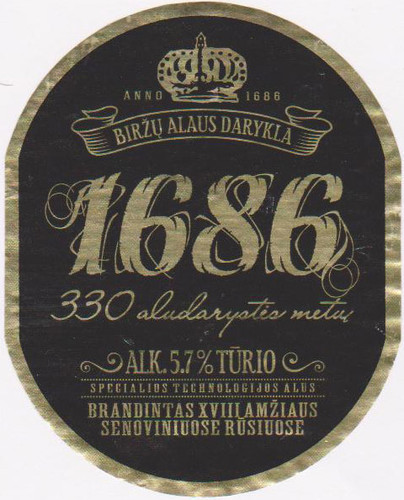 ANNO 1686
BIRŽŲ ALAUS DARYKLA
1686
330 aludarystės metų
ALK. 5.7% TŪRIO
SPECIALIOS TECHNOLOGIJOS ALUS
BRANDINTAS XVII A. AMŽIAUS
SENOVINIUOSE RŪSIUOSE